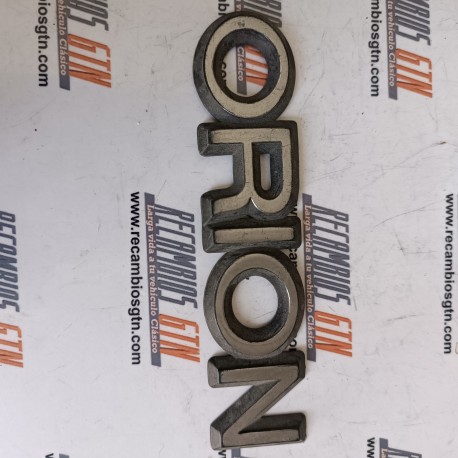 ORION
RECAMBIOS GTN
Larga vida a tu vehículo Clásico
www.recambiosgtn.com